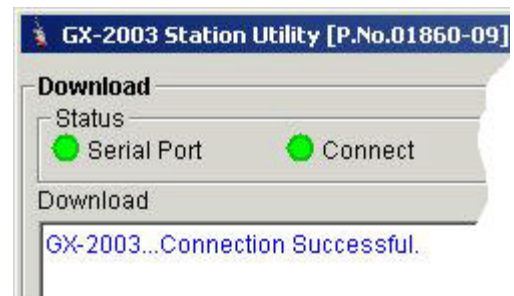 GX-2003 Station Utility [P.No.01860-09]
Download
Status
Serial Port
Connect
Download
GX-2003...Connection Successful.